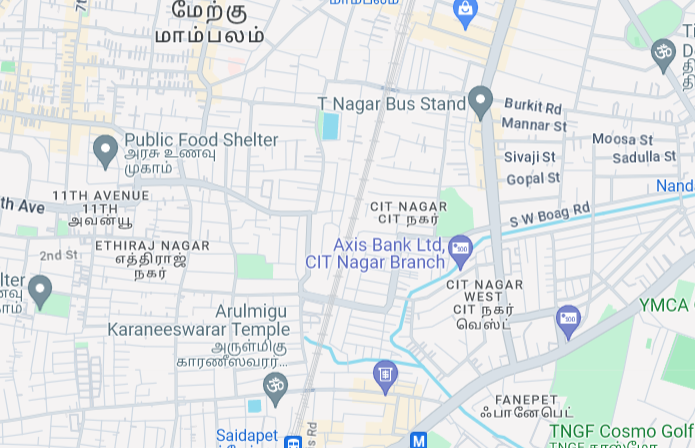 மேற்கு
மாம்பலம்
மாம்பலம்
T Nagar Bus Stand
Burkit Rd
Mannar St
Moosa St
Sivaji St
Sadulla St
Gopal St
Public Food Shelter
அரசு உணவு
முகாம்
11TH AVENUE
11TH
அவன்யூ
th Ave
2nd St
ETHIRAJ NAGAR
எத்திராஜ்
நகர்
CIT NAGAR
CIT நகர்
S W Boag Rd
Nanda
Axis Bank Ltd,
CIT Nagar Branch
CIT NAGAR
WEST
CIT நகர்
வெஸ்ட்
YMCA
Arulmigu
Karaneeswarar Temple
அருள்மிகு
காரணீஸ்வரர்...
FANEPET
ஃபானேபெட்
TNGF Cosmo Golf
Saidapet
M